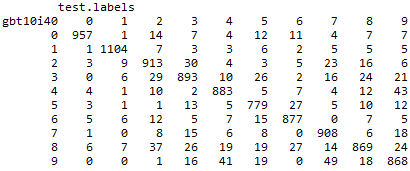 test.labels
gbt10i40 0 1 2 3 4 5 6 7 8 9
0 957 1 14 7 4 12 11 4 7 7
1 1 1104 7 3 3 6 2 5 5 5
2 3 9 913 30 4 3 5 23 16 6
3 0 6 29 893 10 26 2 16 24 21
4 4 1 10 2 883 5 7 4 12 43
5 3 1 1 13 5 779 27 5 10 12
6 5 6 12 5 7 15 877 0 7 5
7 1 0 8 15 6 8 0 908 6 18
8 6 7 37 26 19 19 27 14 869 24
9 0 0 1 16 41 19 0 49 18 868